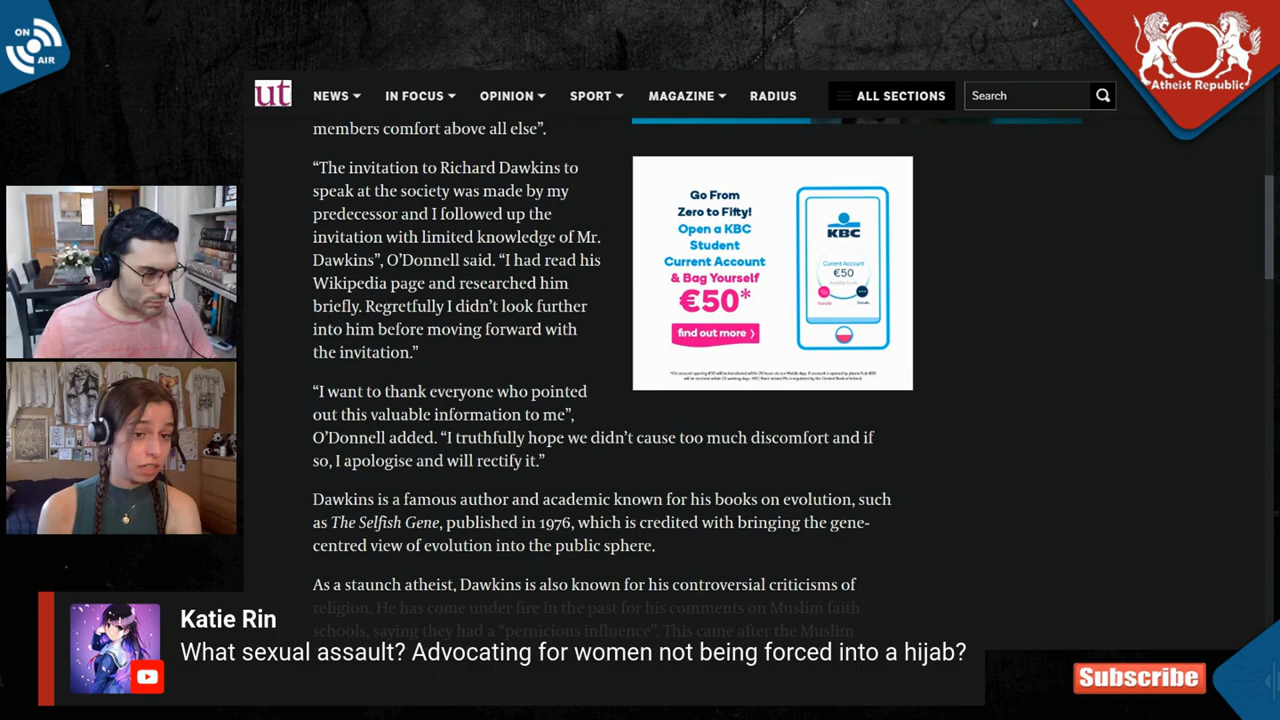 ON
AIR
ut
NEWS
IN FOCUS
OPINION
SPORT
MAGAZINE
RADIUS
ALL SECTIONS
Search
Atheist Republic
members comfort above all else”.
“The invitation to Richard Dawkins to
speak at the society was made by my
predecessor and I followed up the
invitation with limited knowledge of Mr.
Dawkins”, O’Donnell said. “I had read his
Wikipedia page and researched him
briefly. Regretfully I didn’t look further
into him before moving forward with
the invitation.”
“I want to thank everyone who pointed
out this valuable information to me”,
O’Donnell added. “I truthfully hope we didn’t cause too much discomfort and if
so, I apologise and will rectify it.”
Dawkins is a famous author and academic known for his books on evolution, such
as The Selfish Gene, published in 1976, which is credited with bringing the gene-
centred view of evolution into the public sphere.
As a staunch atheist, Dawkins is also known for his controversial criticisms of
religion. He has come under fire in the past for his comments on Muslim faith
schools, saying they had a “pernicious influence”. This came after the Muslim
Go From
Zero to Fifty!
Open a KBC
Student
Current Account
& Bag Yourself
€50*
find out more
KBC
Current Account
€50
Katie Rin
What sexual assault? Advocating for women not being forced into a hijab?
Subscribe